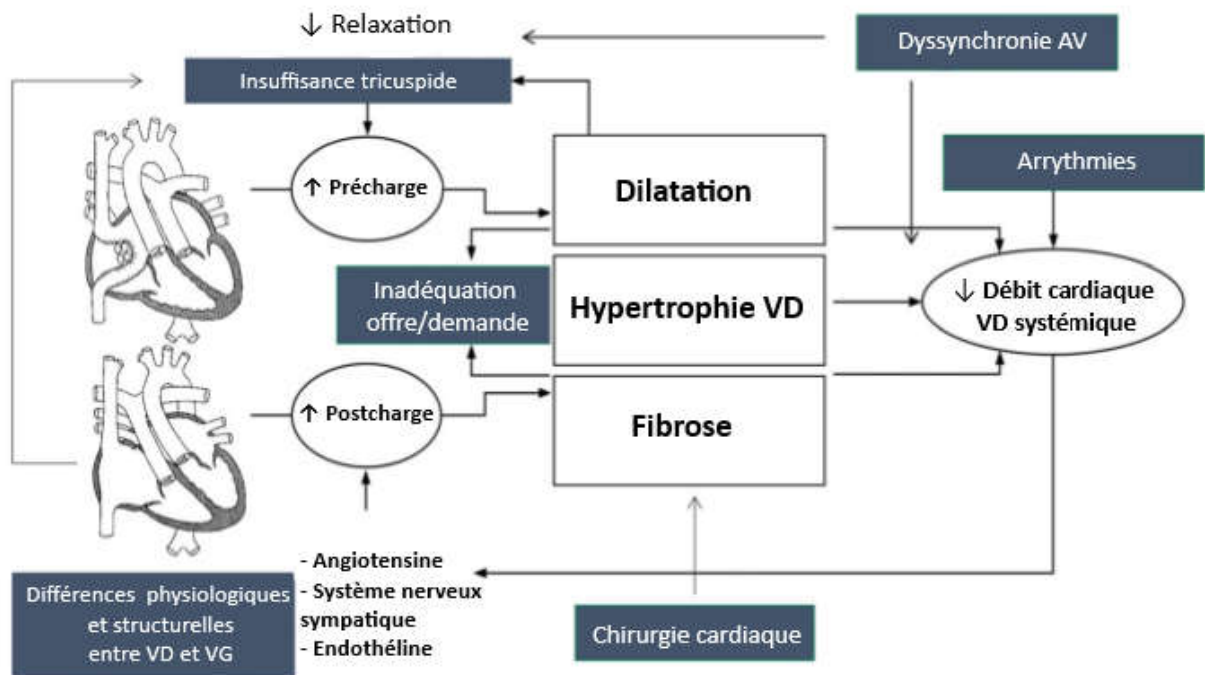 ↓ Relaxation
Dyssynchronie AV
Insuffisance tricuspide
Arrythmies
↑ Précharge
Dilatation
Inadéquation
offre/demande
Hypertrophie VD
↓ Débit cardiaque
VD systémique
↑ Postcharge
Fibrose
- Angiotensine
- Système nerveux
sympatique
- Endothéline
Différences physiologiques
et structurelles
entre VD et VG
Chirurgie cardiaque